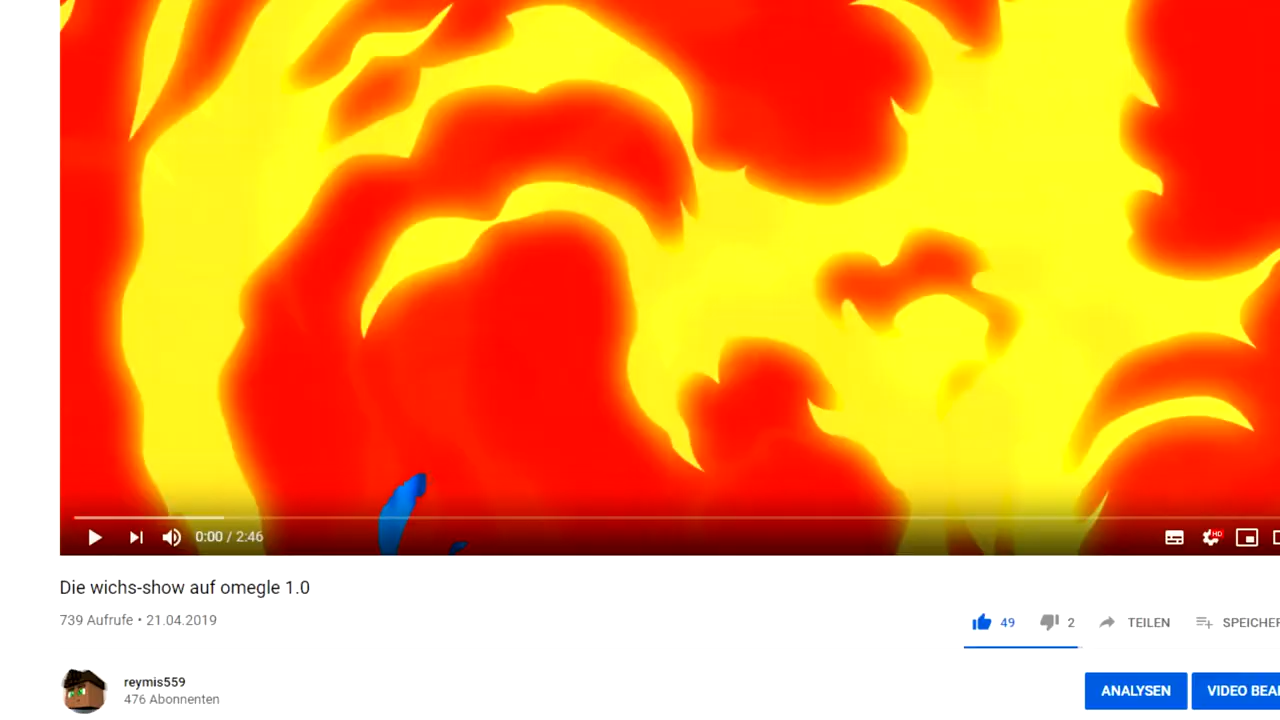 HD
0:00 / 2:46
Die wichs-show auf omegle 1.0
739 Aufrufe • 21.04.2019
49 2 TEILEN SPEICHER
reymis559
476 Abonnenten
ANALYSEN VIDEO BEA